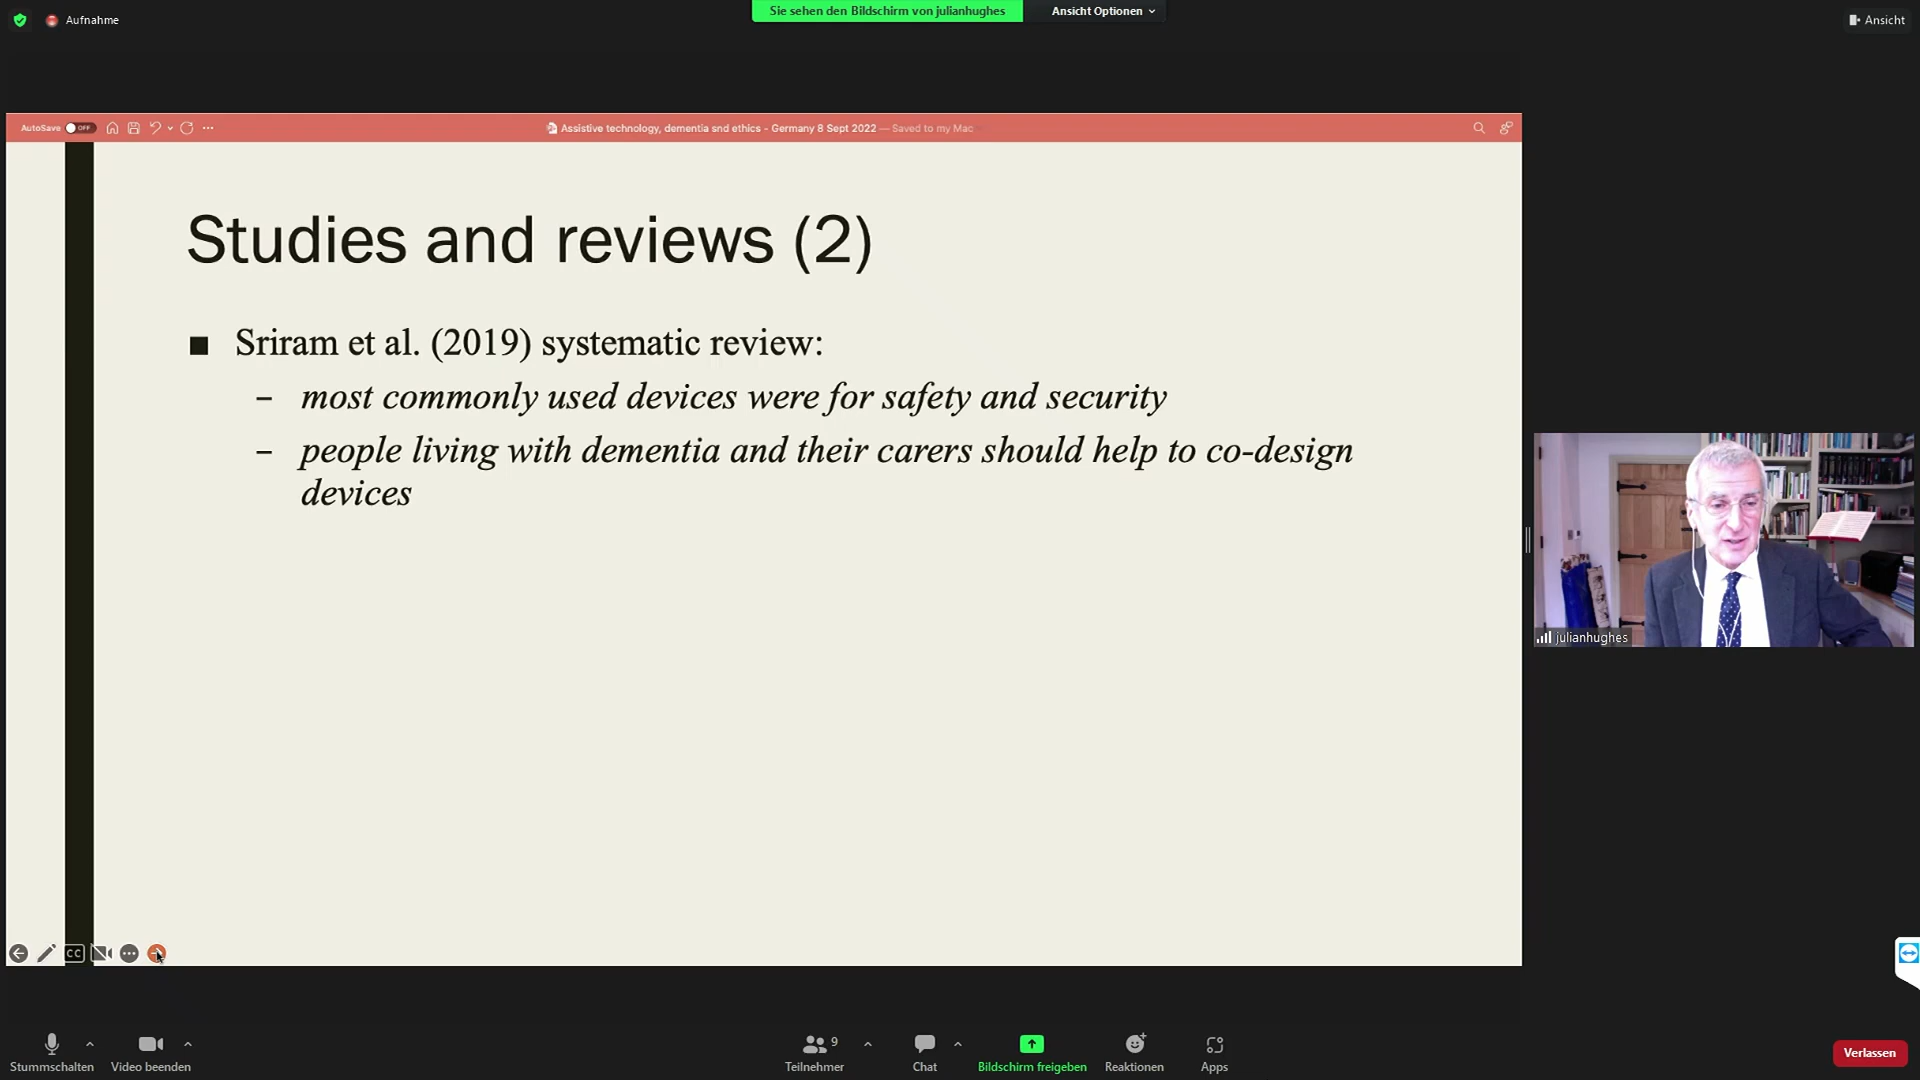 Aufnahme
Sie sehen den Bildschirm von julianhughes
Ansicht Optionen
Ansicht
AutoSave OFF
Assistive technology, dementia snd ethics - Germany 8 Sept 2022 — Saved to my Mac
Studies and reviews (2)
■ Sriram et al. (2019) systematic review:
– most commonly used devices were for safety and security
– people living with dementia and their carers should help to co-design
devices
julianhughes
CC
Stummschalten
Video beenden
9
Teilnehmer
Chat
Bildschirm freigeben
Reaktionen
Apps
Verlassen